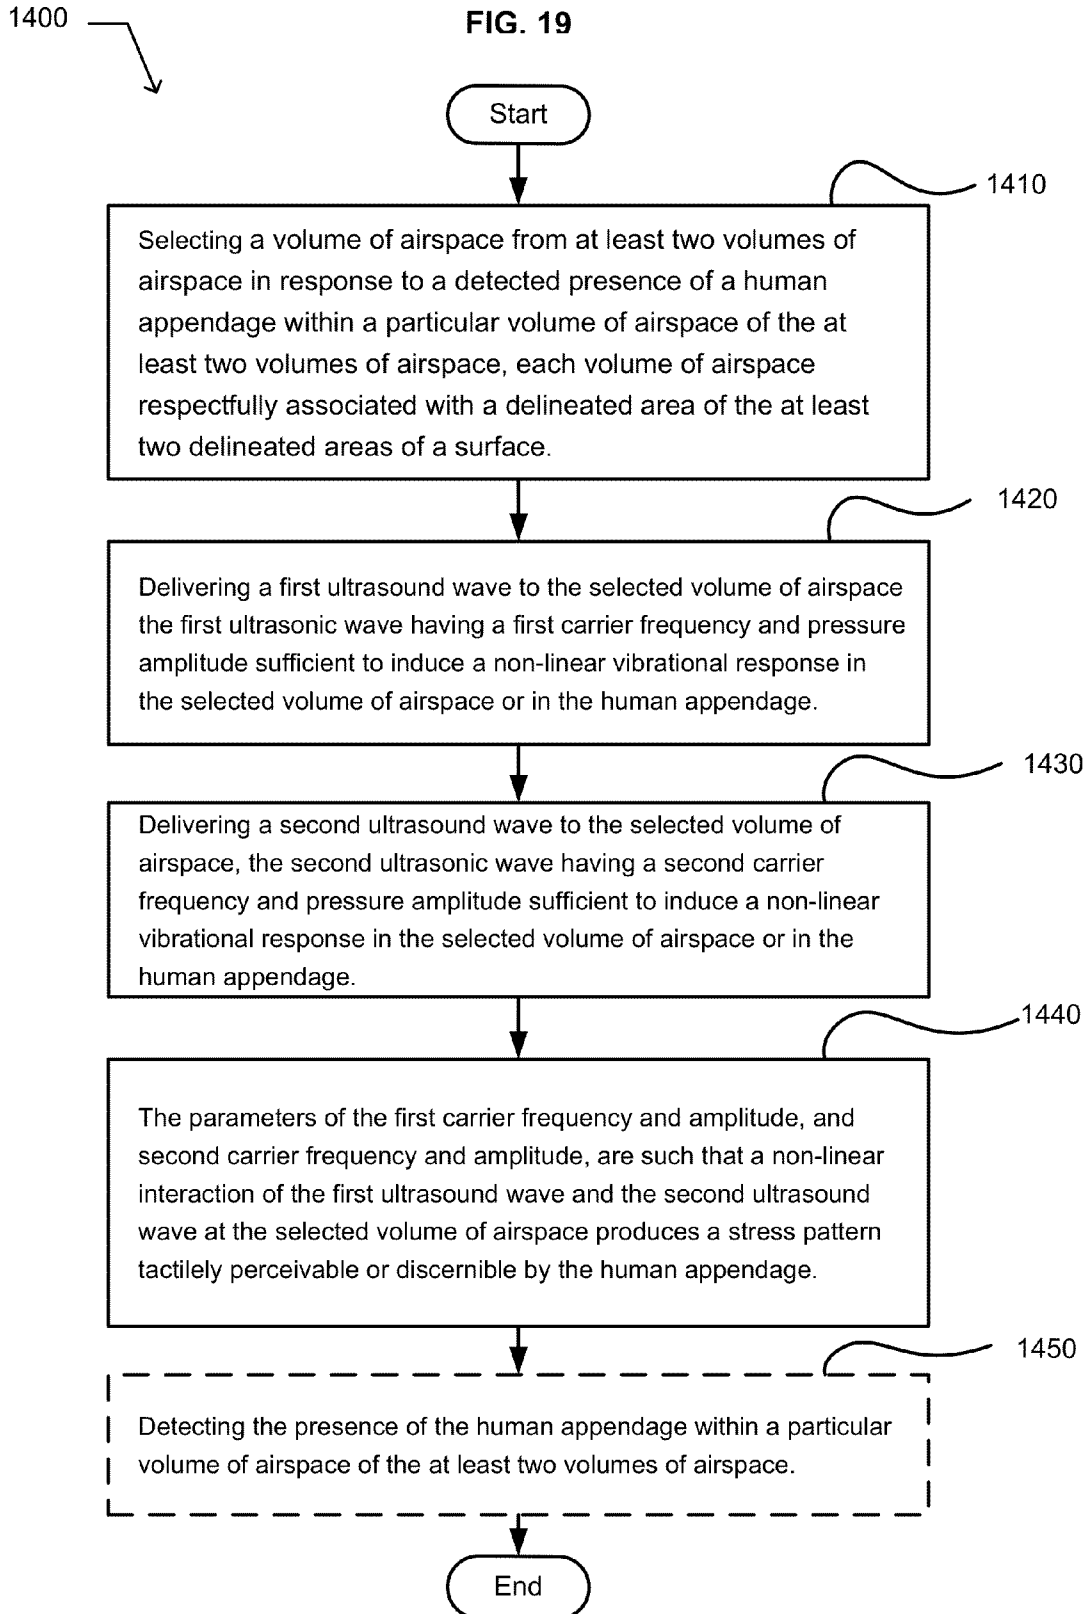 1400
FIG. 19
Start
1410
Selecting a volume of airspace from at least two volumes of
airspace in response to a detected presence of a human
appendage within a particular volume of airspace of the at
least two volumes of airspace, each volume of airspace
respectfully associated with a delineated area of the at least
two delineated areas of a surface.
1420
Delivering a first ultrasound wave to the selected volume of airspace
the first ultrasonic wave having a first carrier frequency and pressure
amplitude sufficient to induce a non-linear vibrational response in
the selected volume of airspace or in the human appendage.
1430
Delivering a second ultrasound wave to the selected volume of
airspace, the second ultrasonic wave having a second carrier
frequency and pressure amplitude sufficient to induce a non-linear
vibrational response in the selected volume of airspace or in the
human appendage.
1440
The parameters of the first carrier frequency and amplitude, and
second carrier frequency and amplitude, are such that a non-linear
interaction of the first ultrasound wave and the second ultrasound
wave at the selected volume of airspace produces a stress pattern
tactilely perceivable or discernible by the human appendage.
1450
Detecting the presence of the human appendage within a particular
volume of airspace of the at least two volumes of airspace.
End